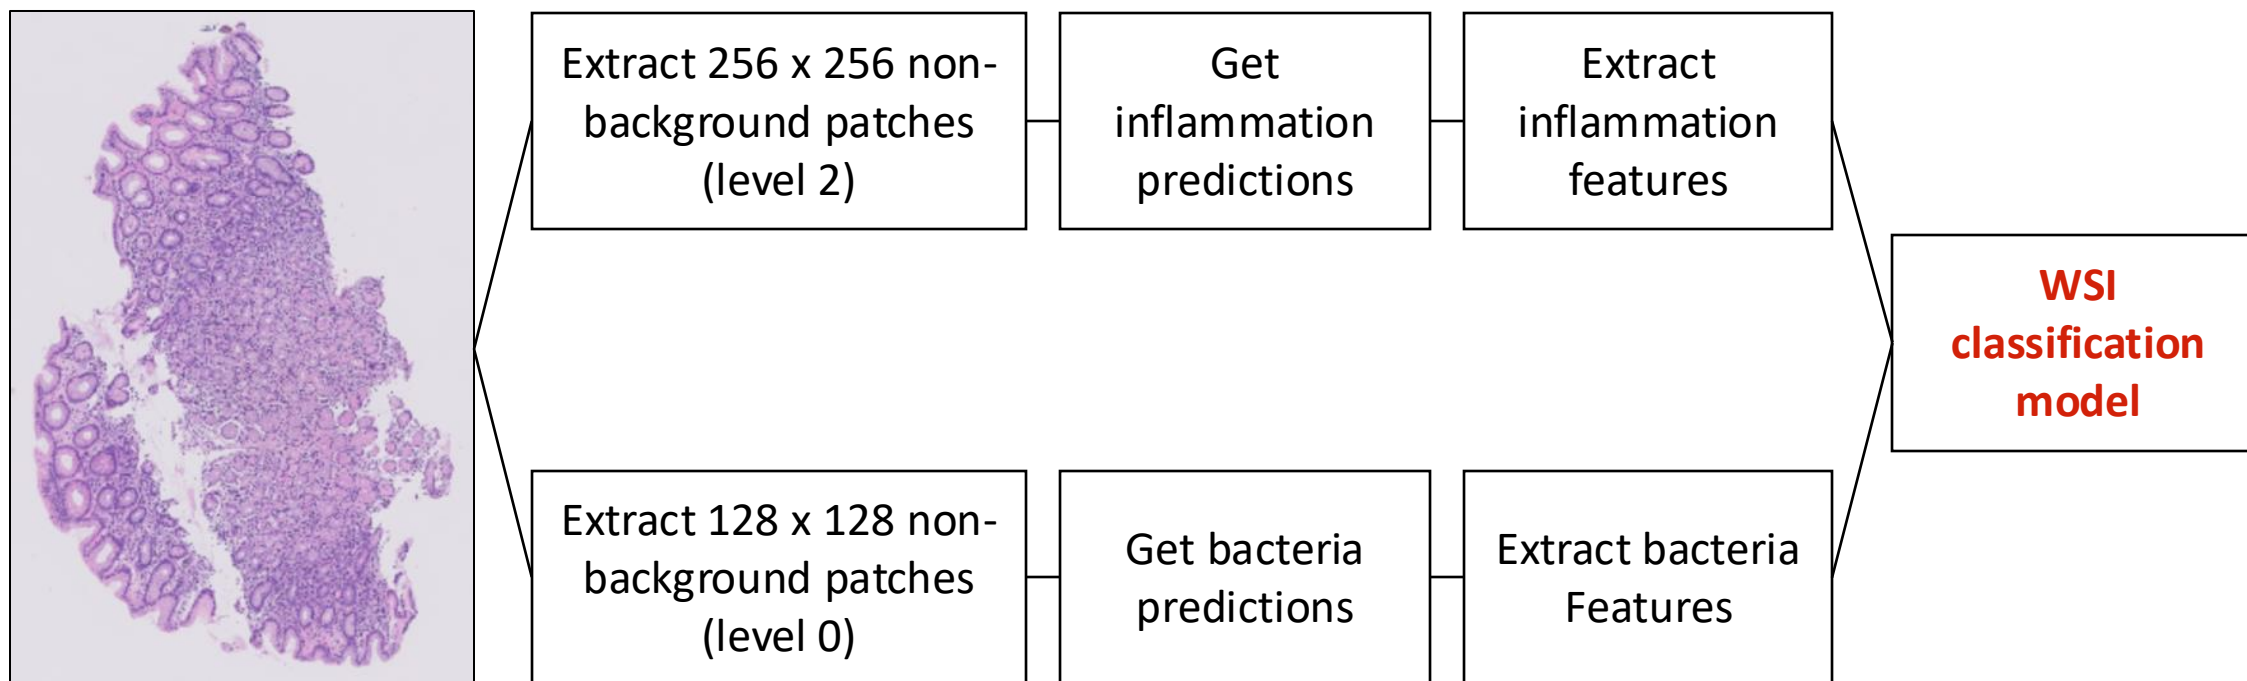 Extract 256 x 256 non-
background patches
(level 2)
Get
inflammation
predictions
Extract
inflammation
features
WSI
classification
model
Extract 128 x 128 non-
background patches
(level 0)
Get bacteria
predictions
Extract bacteria
Features